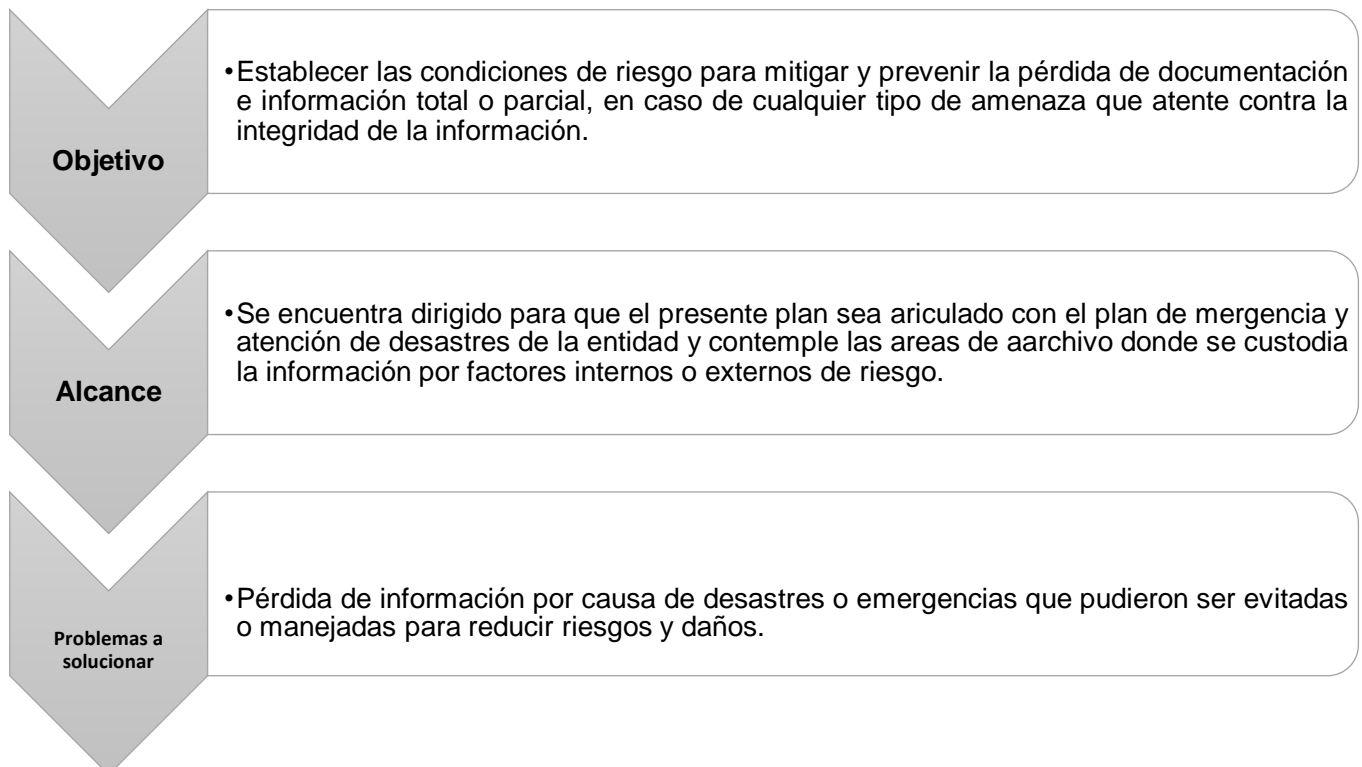 Objetivo
•Establecer las condiciones de riesgo para mitigar y prevenir la pérdida de documentación
e información total o parcial, en caso de cualquier tipo de amenaza que atente contra la
integridad de la información.
Alcance
•Se encuentra dirigido para que el presente plan sea ariculado con el plan de mergencia y
atención de desastres de la entidad y contemple las areas de aarchivo donde se custodia
la información por factores internos o externos de riesgo.
Problemas a
solucionar
•Pérdida de información por causa de desastres o emergencias que pudieron ser evitadas
o manejadas para reducir riesgos y daños.